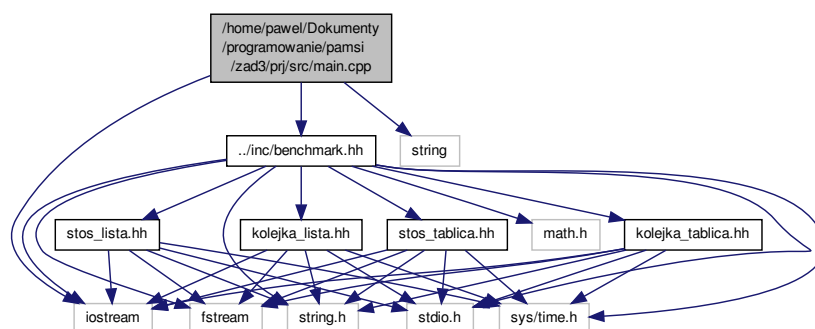 /home/pawel/Dokumenty
/programowanie/pamsi
/zad3/prj/src/main.cpp
../inc/benchmark.hh
string
stos_lista.hh
kolejka_lista.hh
stos_tablica.hh
math.h
kolejka_tablica.hh
iostream
fstream
string.h
stdio.h
sys/time.h